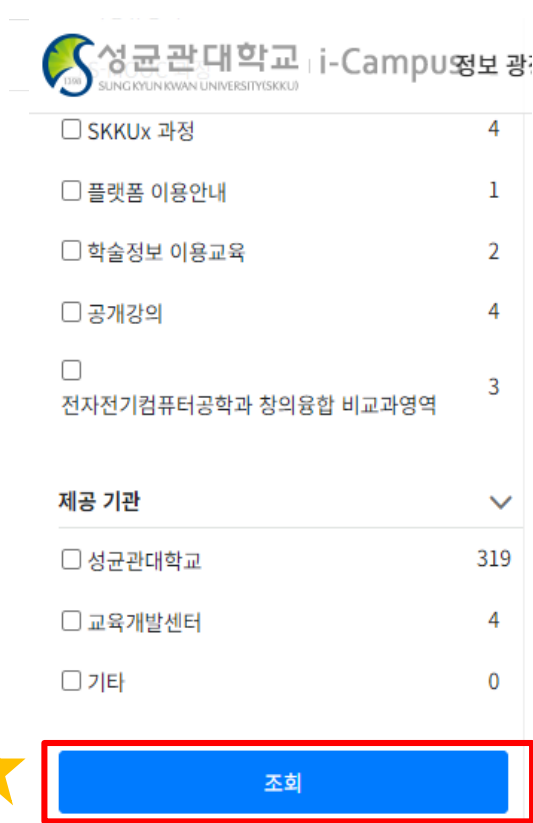 성균관대학교 i-Campus 정보 광
1398 SUNG KYUN KWAN UNIVERSITY(SKKU)
SKKUx 과정 4
플랫폼 이용안내 1
학술정보 이용교육 2
공개강의 4
전자전기컴퓨터공학과 창의융합 비교과영역 3
제공 기관
성균관대학교 319
교육개발센터 4
기타 0
조회